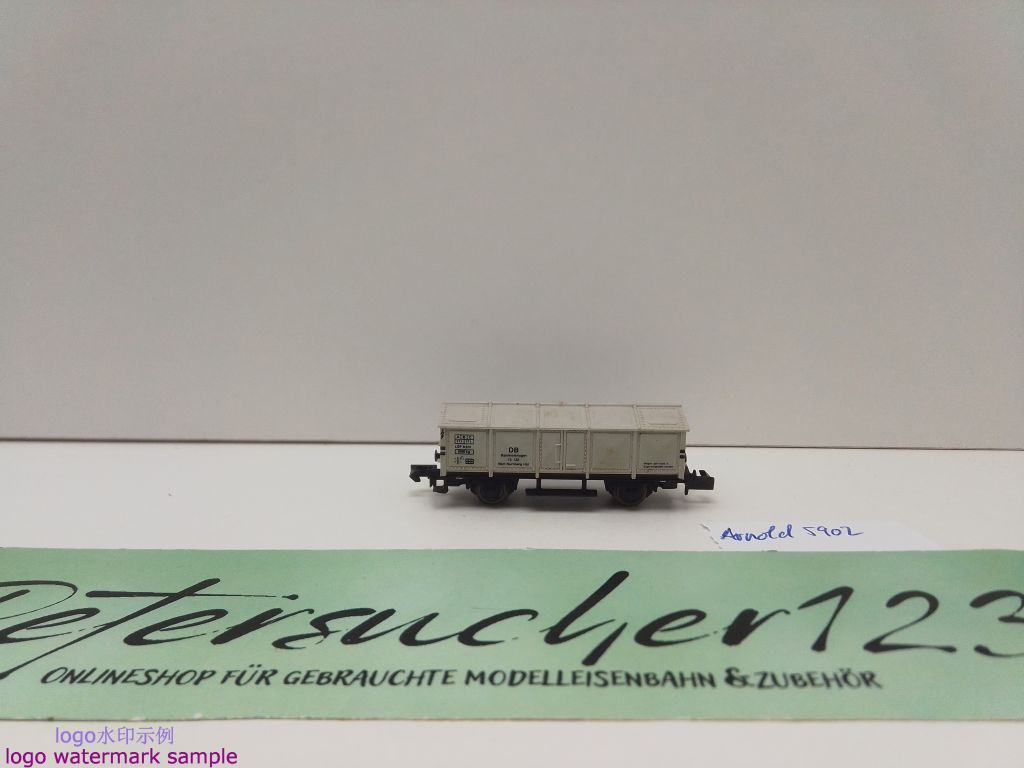 DB
Arnold 5902
Petersucher123
ONLINESHOP FÜR GEBRAUCHTE MODELLEISENBAHN & ZUBEHÖR
logo水印示例
logo watermark sample